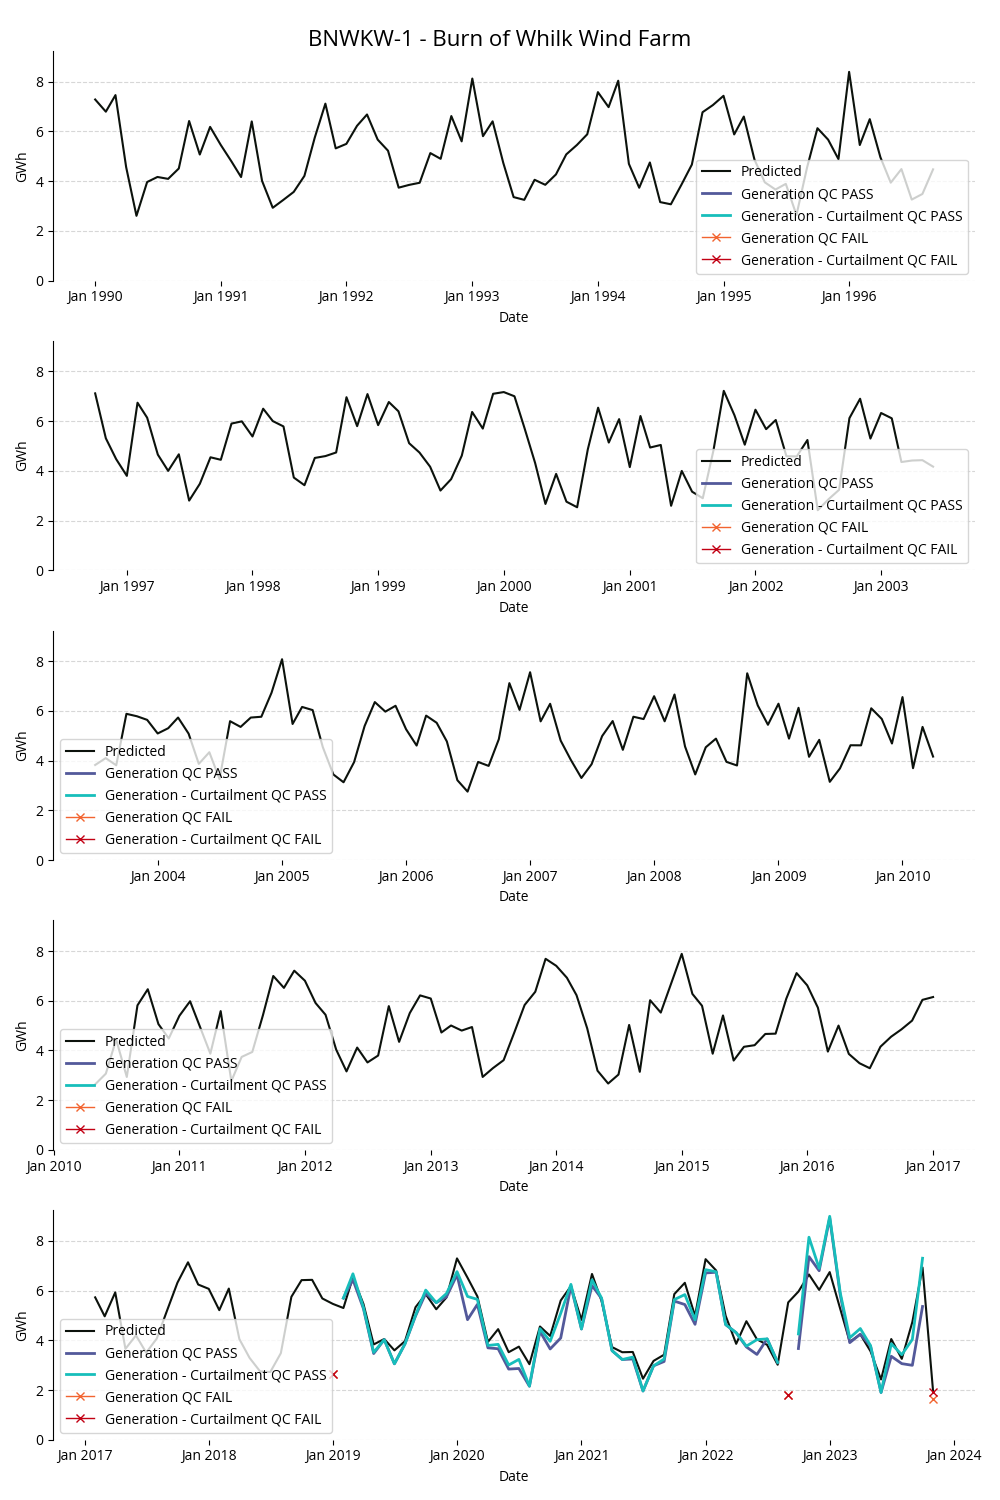 BNWKW-1 - Burn of Whilk Wind Farm
8
6
4
2
0
GWh
Predicted
Generation QC PASS
Generation - Curtailment QC PASS
Generation QC FAIL
Generation - Curtailment QC FAIL
Jan 1990 Jan 1991 Jan 1992 Jan 1993 Jan 1994 Jan 1995 Jan 1996
Date
8
6
4
2
0
GWh
Predicted
Generation QC PASS
Generation - Curtailment QC PASS
Generation QC FAIL
Generation - Curtailment QC FAIL
Jan 1997 Jan 1998 Jan 1999 Jan 2000 Jan 2001 Jan 2002 Jan 2003
Date
8
6
4
2
0
GWh
Predicted
Generation QC PASS
Generation - Curtailment QC PASS
Generation QC FAIL
Generation - Curtailment QC FAIL
Jan 2004 Jan 2005 Jan 2006 Jan 2007 Jan 2008 Jan 2009 Jan 2010
Date
8
6
4
2
0
GWh
Predicted
Generation QC PASS
Generation - Curtailment QC PASS
Generation QC FAIL
Generation - Curtailment QC FAIL
Jan 2010 Jan 2011 Jan 2012 Jan 2013 Jan 2014 Jan 2015 Jan 2016 Jan 2017
Date
8
6
4
2
0
GWh
Predicted
Generation QC PASS
Generation - Curtailment QC PASS
Generation QC FAIL
Generation - Curtailment QC FAIL
Jan 2017 Jan 2018 Jan 2019 Jan 2020 Jan 2021 Jan 2022 Jan 2023 Jan 2024
Date